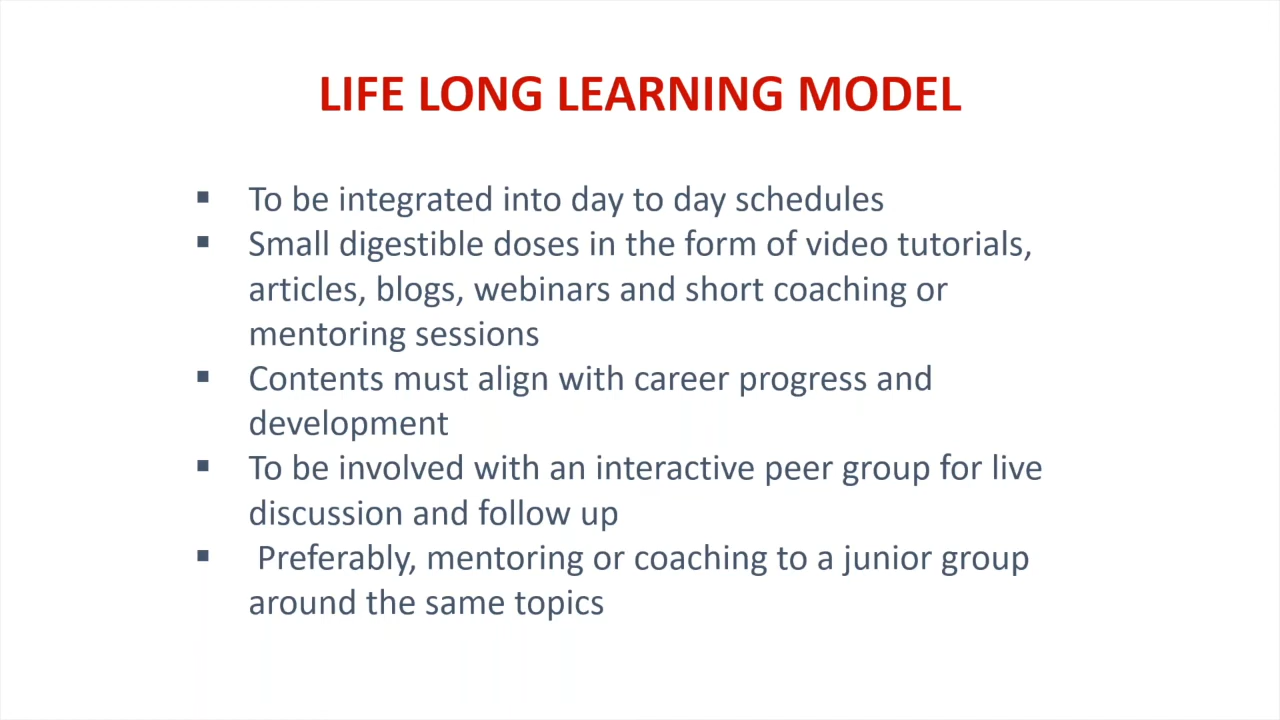 LIFE LONG LEARNING MODEL
▪ To be integrated into day to day schedules
▪ Small digestible doses in the form of video tutorials,
articles, blogs, webinars and short coaching or
mentoring sessions
▪ Contents must align with career progress and
development
▪ To be involved with an interactive peer group for live
discussion and follow up
▪ Preferably, mentoring or coaching to a junior group
around the same topics